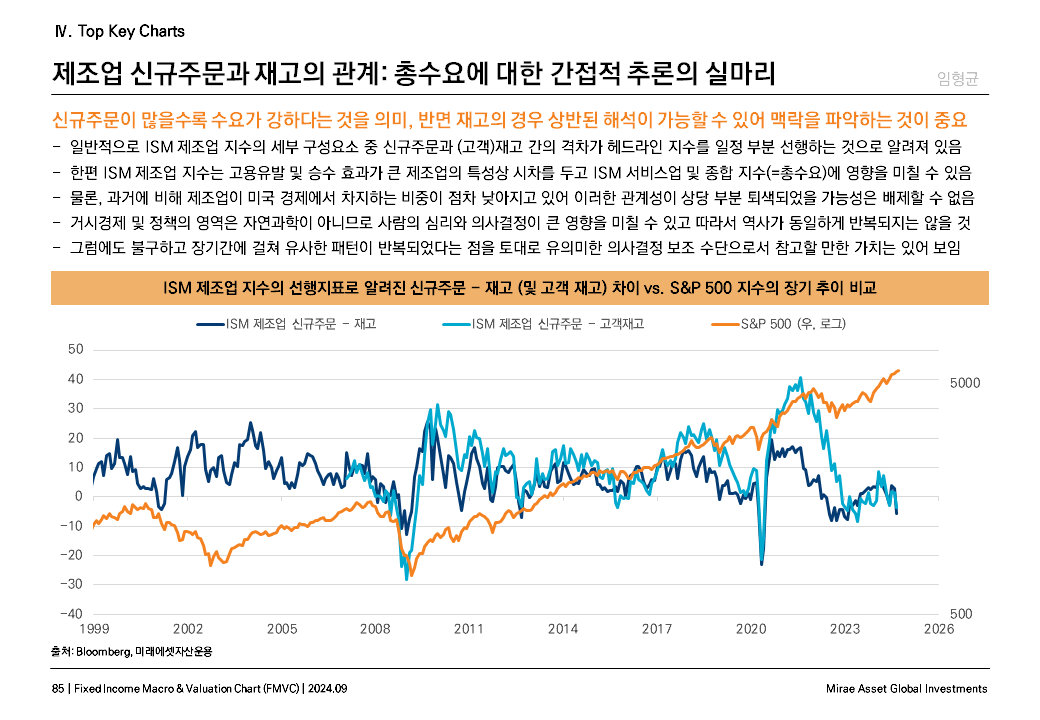 Ⅳ. Top Key Charts
제조업 신규주문과 재고의 관계: 총수요에 대한 간접적 추론의 실마리
임형균
신규주문이 많을수록 수요가 강하다는 것을 의미, 반면 재고의 경우 상반된 해석이 가능할 수 있어 맥락을 파악하는 것이 중요
- 일반적으로 ISM 제조업 지수의 세부 구성요소 중 신규주문과 (고객)재고 간의 격차가 헤드라인 지수를 일정 부분 선행하는 것으로 알려져 있음
- 한편 ISM 제조업 지수는 고용유발 및 승수 효과가 큰 제조업의 특성상 시차를 두고 ISM 서비스업 및 종합 지수(=총수요)에 영향을 미칠 수 있음
- 물론, 과거에 비해 제조업이 미국 경제에서 차지하는 비중이 점차 낮아지고 있어 이러한 관계성이 상당 부분 퇴색되었을 가능성은 배제할 수 없음
- 거시경제 및 정책의 영역은 자연과학이 아니므로 사람의 심리와 의사결정이 큰 영향을 미칠 수 있고 따라서 역사가 동일하게 반복되지는 않을 것
- 그럼에도 불구하고 장기간에 걸쳐 유사한 패턴이 반복되었다는 점을 토대로 유의미한 의사결정 보조 수단으로서 참고할 만한 가치는 있어 보임
ISM 제조업 지수의 선행지표로 알려진 신규주문 - 재고 (및 고객 재고) 차이 vs. S&P 500 지수의 장기 추이 비교
ISM 제조업 신규주문 - 재고
ISM 제조업 신규주문 - 고객재고
S&P 500 (우, 로그)
50
40
30
20
10
0
-10
-20
-30
-40
5000
500
1999 2002 2005 2008 2011 2014 2017 2020 2023 2026
출처: Bloomberg, 미래에셋자산운용
85 | Fixed Income Macro & Valuation Chart (FMVC) | 2024.09
Mirae Asset Global Investments